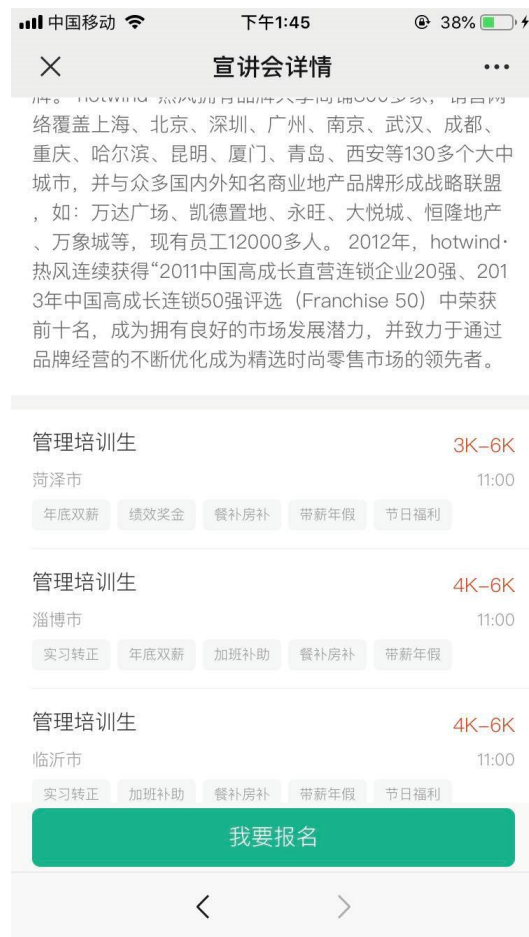 中国移动 下午1:45 38%
宣讲会详情
络覆盖上海、北京、深圳、广州、南京、武汉、成都、
重庆、哈尔滨、昆明、厦门、青岛、西安等130多个大中
城市，并与众多国内外知名商业地产品牌形成战略联盟
，如：万达广场、凯德置地、永旺、大悦城、恒隆地产
、万象城等，现有员工12000多人。 2012年，hotwind·
热风连续获得“2011中国高成长直营连锁企业20强、201
3年中国高成长连锁50强评选（Franchise 50）中荣获
前十名，成为拥有良好的市场发展潜力，并致力于通过
品牌经营的不断优化成为精选时尚零售市场的领先者。
管理培训生 3K–6K
菏泽市 11:00
年底双薪 绩效奖金 餐补房补 带薪年假 节日福利
管理培训生 4K–6K
淄博市 11:00
实习转正 年底双薪 加班补助 餐补房补 带薪年假
管理培训生 4K–6K
临沂市 11:00
实习转正 加班补助 餐补房补 带薪年假 节日福利
我要报名